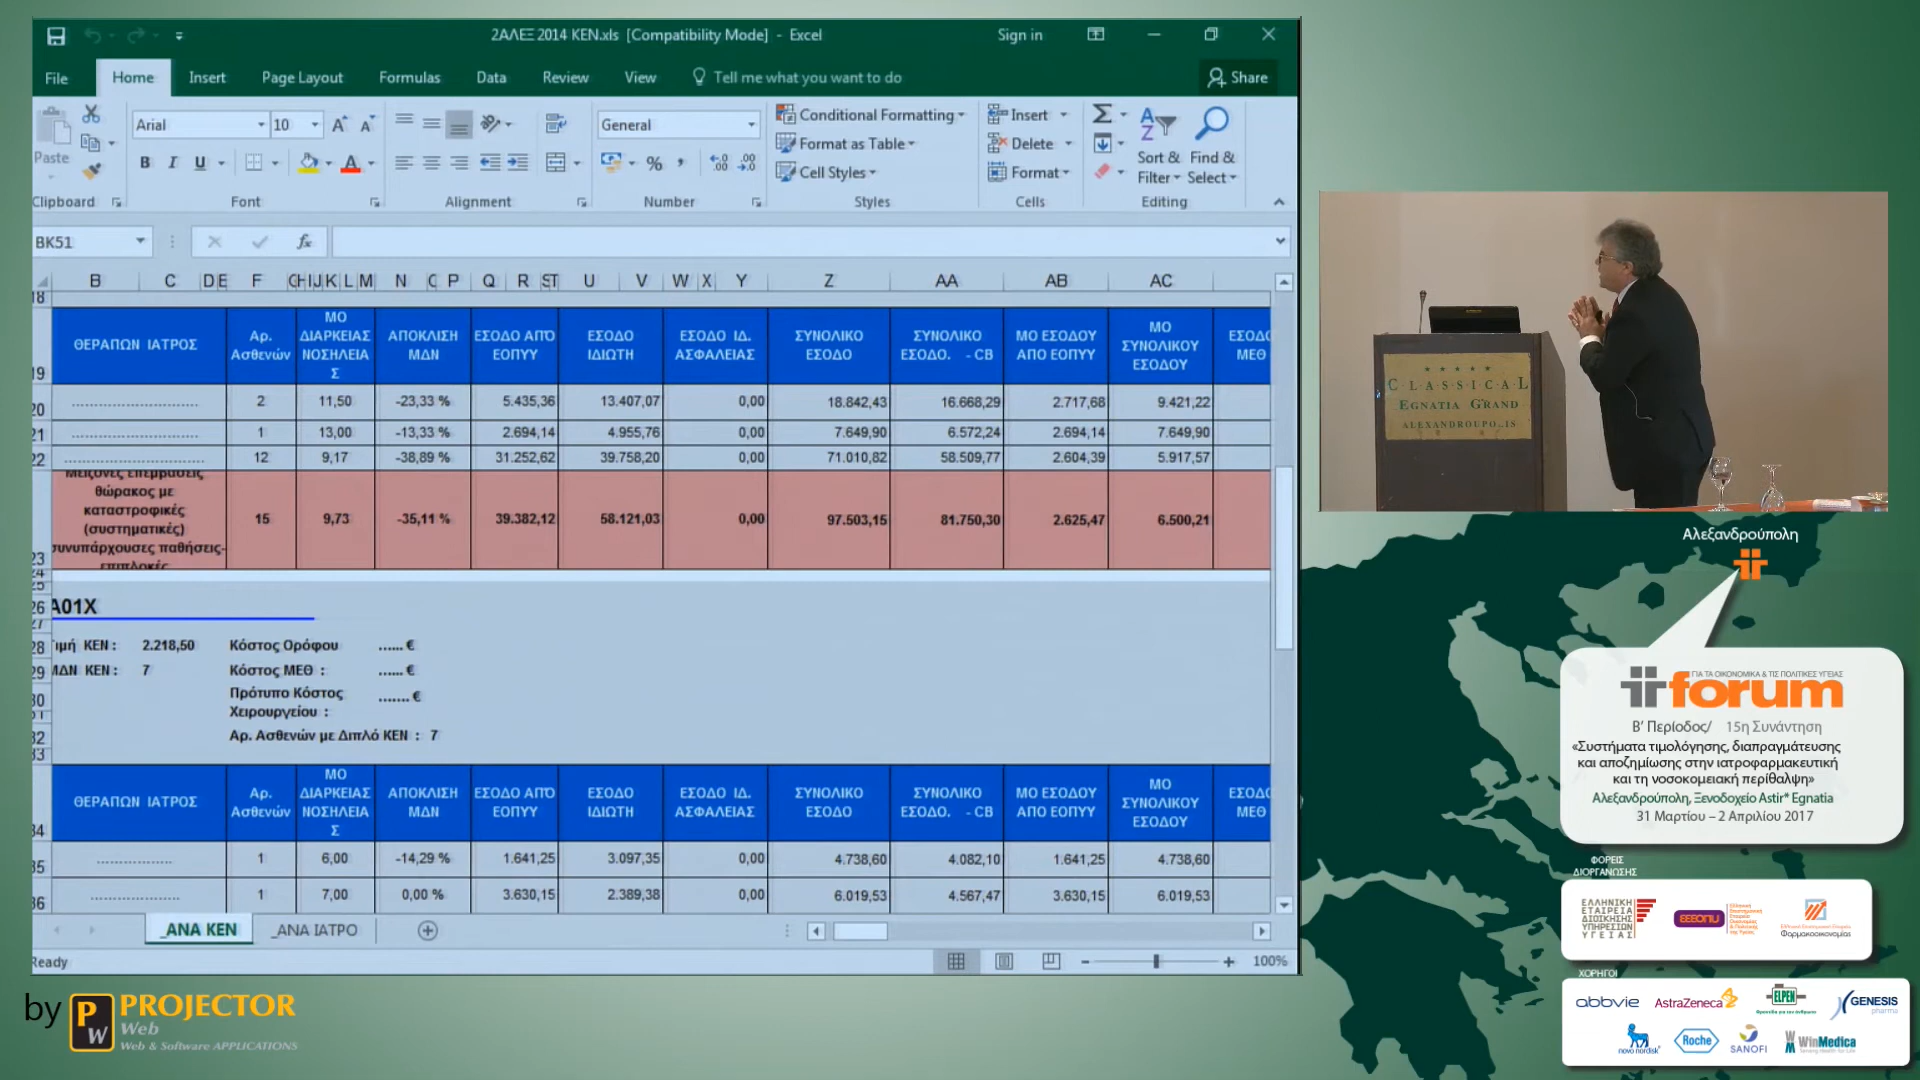 2ΑΛΕΞ 2014 ΚΕΝ.xls [Compatibility Mode] - Excel
Sign in
File Home Insert Page Layout Formulas Data Review View Tell me what you want to do Share
Paste
Arial 10
General
Conditional Formatting
Format as Table
Cell Styles
Insert
Delete
Format
Sort & Filter
Find & Select
Clipboard Font Alignment Number Styles Cells Editing
BK51
B C D E F G H I J K L M N O P Q R S T U V W X Y Z AA AB AC
18
19 ΘΕΡΑΠΩΝ ΙΑΤΡΟΣ Αρ. Ασθενών ΜΟ ΔΙΑΡΚΕΙΑΣ ΝΟΣΗΛΕΙΑΣ ΑΠΟΚΛΙΣΗ ΜΔΝ ΕΣΟΔΟ ΑΠΌ ΕΟΠΥΥ ΕΣΟΔΟ ΙΔΙΩΤΗ ΕΣΟΔΟ ΙΔ. ΑΣΦΑΛΕΙΑΣ ΣΥΝΟΛΙΚΟ ΕΣΟΔΟ ΣΥΝΟΛΙΚΟ ΕΣΟΔΟ. - CB ΜΟ ΕΣΟΔΟΥ ΑΠΟ ΕΟΠΥΥ ΜΟ ΣΥΝΟΛΙΚΟΥ ΕΣΟΔΟΥ ΕΣΟΔΟ ΜΕΘ
20 ............................ 2 11,50 -23,33 % 5.435,36 13.407,07 0,00 18.842,43 16.668,29 2.717,68 9.421,22
21 ............................ 1 13,00 -13,33 % 2.694,14 4.955,76 0,00 7.649,90 6.572,24 2.694,14 7.649,90
22 ............................ 12 9,17 -38,89 % 31.252,62 39.758,20 0,00 71.010,82 58.509,77 2.604,39 5.917,57
Μείζονες επεμβάσεις
θώρακος με
καταστροφικές
(συστηματικές)
συνυπάρχουσες παθήσεις-
επιπλοκές
23 15 9,73 -35,11 % 39.382,12 58.121,03 0,00 97.503,15 81.750,30 2.625,47 6.500,21
24
25
26 A01X
27
28 ιμή ΚΕΝ : 2.218,50 Κόστος Ορόφου ...... €
29 ΜΔΝ ΚΕΝ : 7 Κόστος ΜΕΘ : ...... €
30 Πρότυπο Κόστος Χειρουργείου : ....... €
31
32 Αρ. Ασθενών με Διπλό ΚΕΝ : 7
33
34 ΘΕΡΑΠΩΝ ΙΑΤΡΟΣ Αρ. Ασθενών ΜΟ ΔΙΑΡΚΕΙΑΣ ΝΟΣΗΛΕΙΑΣ ΑΠΟΚΛΙΣΗ ΜΔΝ ΕΣΟΔΟ ΑΠΌ ΕΟΠΥΥ ΕΣΟΔΟ ΙΔΙΩΤΗ ΕΣΟΔΟ ΙΔ. ΑΣΦΑΛΕΙΑΣ ΣΥΝΟΛΙΚΟ ΕΣΟΔΟ ΣΥΝΟΛΙΚΟ ΕΣΟΔΟ. - CB ΜΟ ΕΣΟΔΟΥ ΑΠΟ ΕΟΠΥΥ ΜΟ ΣΥΝΟΛΙΚΟΥ ΕΣΟΔΟΥ ΕΣΟΔΟ ΜΕΘ
35 .................. 1 6,00 -14,29 % 1.641,25 3.097,35 0,00 4.738,60 4.082,10 1.641,25 4.738,60
36 .................. 1 7,00 0,00 % 3.630,15 2.389,38 0,00 6.019,53 4.567,47 3.630,15 6.019,53
_ΑΝΑ ΚΕΝ _ΑΝΑ ΙΑΤΡΟ
Ready
100%
by PW PROJECTOR
Web
Web & Software APPLICATIONS
CLASSICAL
EGNATIA GRAND
ALEXANDROUPOLIS
Αλεξανδρούπολη
ΓΙΑ ΤΑ ΟΙΚΟΝΟΜΙΚΑ & ΤΙΣ ΠΟΛΙΤΙΚΕΣ ΥΓΕΙΑΣ
forum
Β' Περίοδος/ 15η Συνάντηση
«Συστήματα τιμολόγησης, διαπραγμάτευσης
και αποζημίωσης στην ιατροφαρμακευτική
και τη νοσοκομειακή περίθαλψη»
Αλεξανδρούπολη, Ξενοδοχείο Astir* Egnatia
31 Μαρτίου – 2 Απριλίου 2017
ΦΟΡΕΙΣ
ΔΙΟΡΓΑΝΩΣΗΣ
ΕΛΛΗΝΙΚΗ
ΕΤΑΙΡΕΙΑ
ΔΙΟΙΚΗΣΗΣ
ΥΠΗΡΕΣΙΩΝ
ΥΓΕΙΑΣ
Φαρμακοοικονομίας
ΧΟΡΗΓΟΙ
abbvie AstraZeneca ELPEN GENESIS
pharma
novo nordisk Roche SANOFI WinMedica